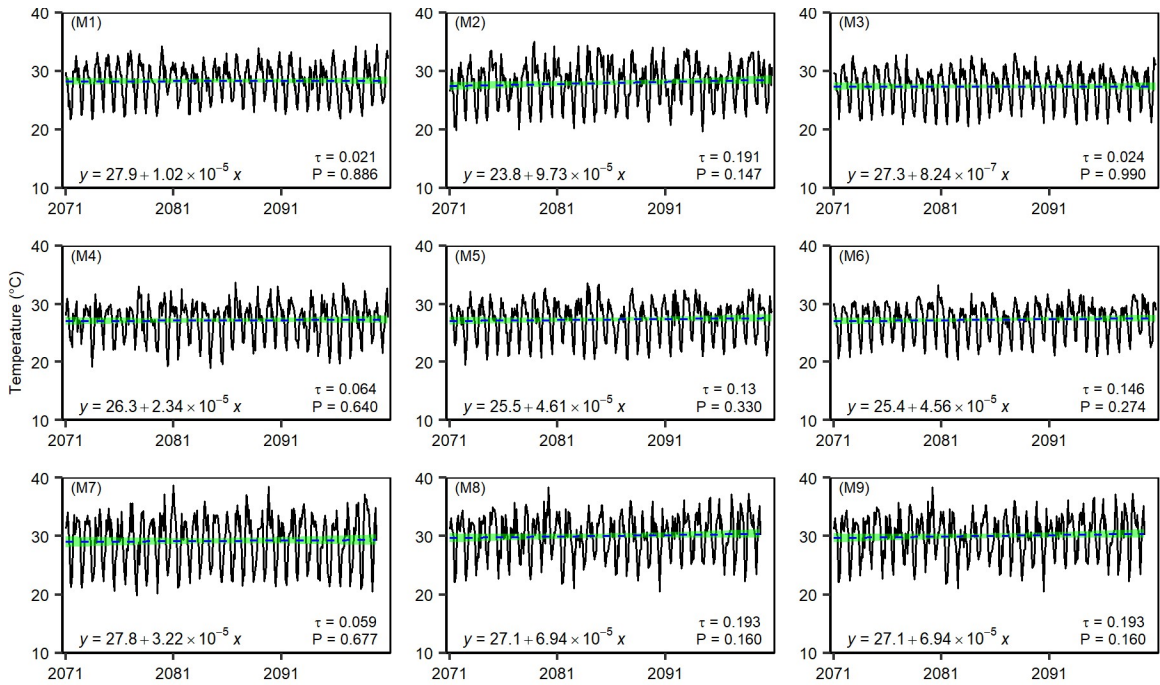 40
30
20
10
(M1)
τ = 0.021
y = 27.9 + 1.02 × 10⁻⁵ x
P = 0.886
2071
2081
2091
40
30
20
10
(M2)
τ = 0.191
y = 23.8 + 9.73 × 10⁻⁵ x
P = 0.147
2071
2081
2091
40
30
20
10
(M3)
τ = 0.024
y = 27.3 + 8.24 × 10⁻⁷ x
P = 0.990
2071
2081
2091
Temperature (°C)
40
30
20
10
(M4)
τ = 0.064
y = 26.3 + 2.34 × 10⁻⁵ x
P = 0.640
2071
2081
2091
40
30
20
10
(M5)
τ = 0.13
y = 25.5 + 4.61 × 10⁻⁵ x
P = 0.330
2071
2081
2091
40
30
20
10
(M6)
τ = 0.146
y = 25.4 + 4.56 × 10⁻⁵ x
P = 0.274
2071
2081
2091
40
30
20
10
(M7)
τ = 0.059
y = 27.8 + 3.22 × 10⁻⁵ x
P = 0.677
2071
2081
2091
40
30
20
10
(M8)
τ = 0.193
y = 27.1 + 6.94 × 10⁻⁵ x
P = 0.160
2071
2081
2091
40
30
20
10
(M9)
τ = 0.193
y = 27.1 + 6.94 × 10⁻⁵ x
P = 0.160
2071
2081
2091